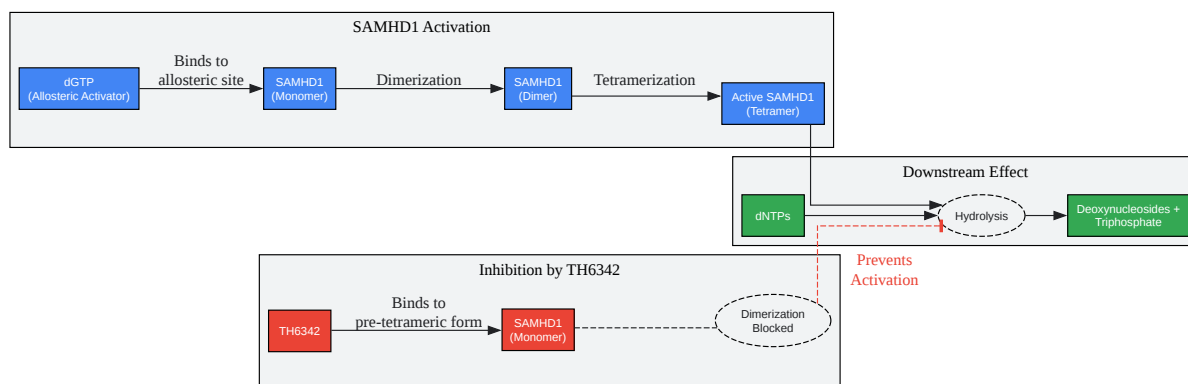 SAMHD1 Activation
dGTP
(Allosteric Activator)
Binds to
allosteric site
SAMHD1
(Monomer)
Dimerization
SAMHD1
(Dimer)
Tetramerization
Active SAMHD1
(Tetramer)
Downstream Effect
dNTPs
Hydrolysis
Deoxynucleosides +
Triphosphate
Prevents
Activation
Inhibition by TH6342
TH6342
Binds to
pre-tetrameric form
SAMHD1
(Monomer)
Dimerization
Blocked